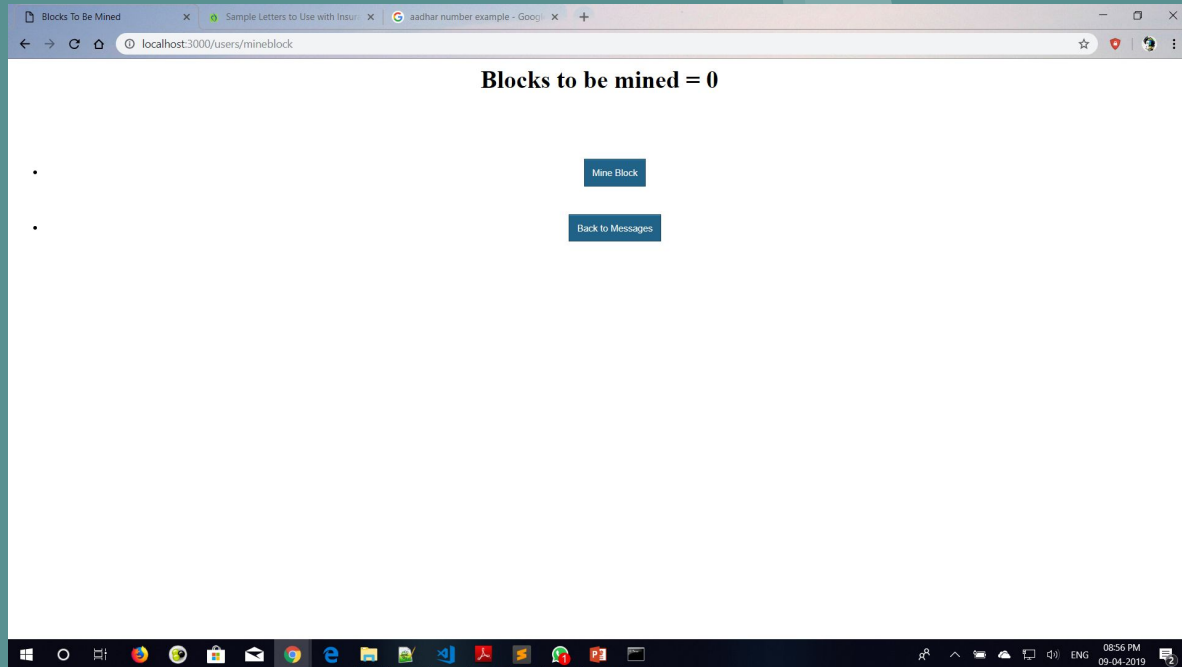 Blocks To Be Mined
Sample Letters to Use with Insur
aadhar number example - Googl
localhost:3000/users/mineblock
Blocks to be mined = 0
Mine Block
Back to Messages
ENG
08:56 PM
09-04-2019
2